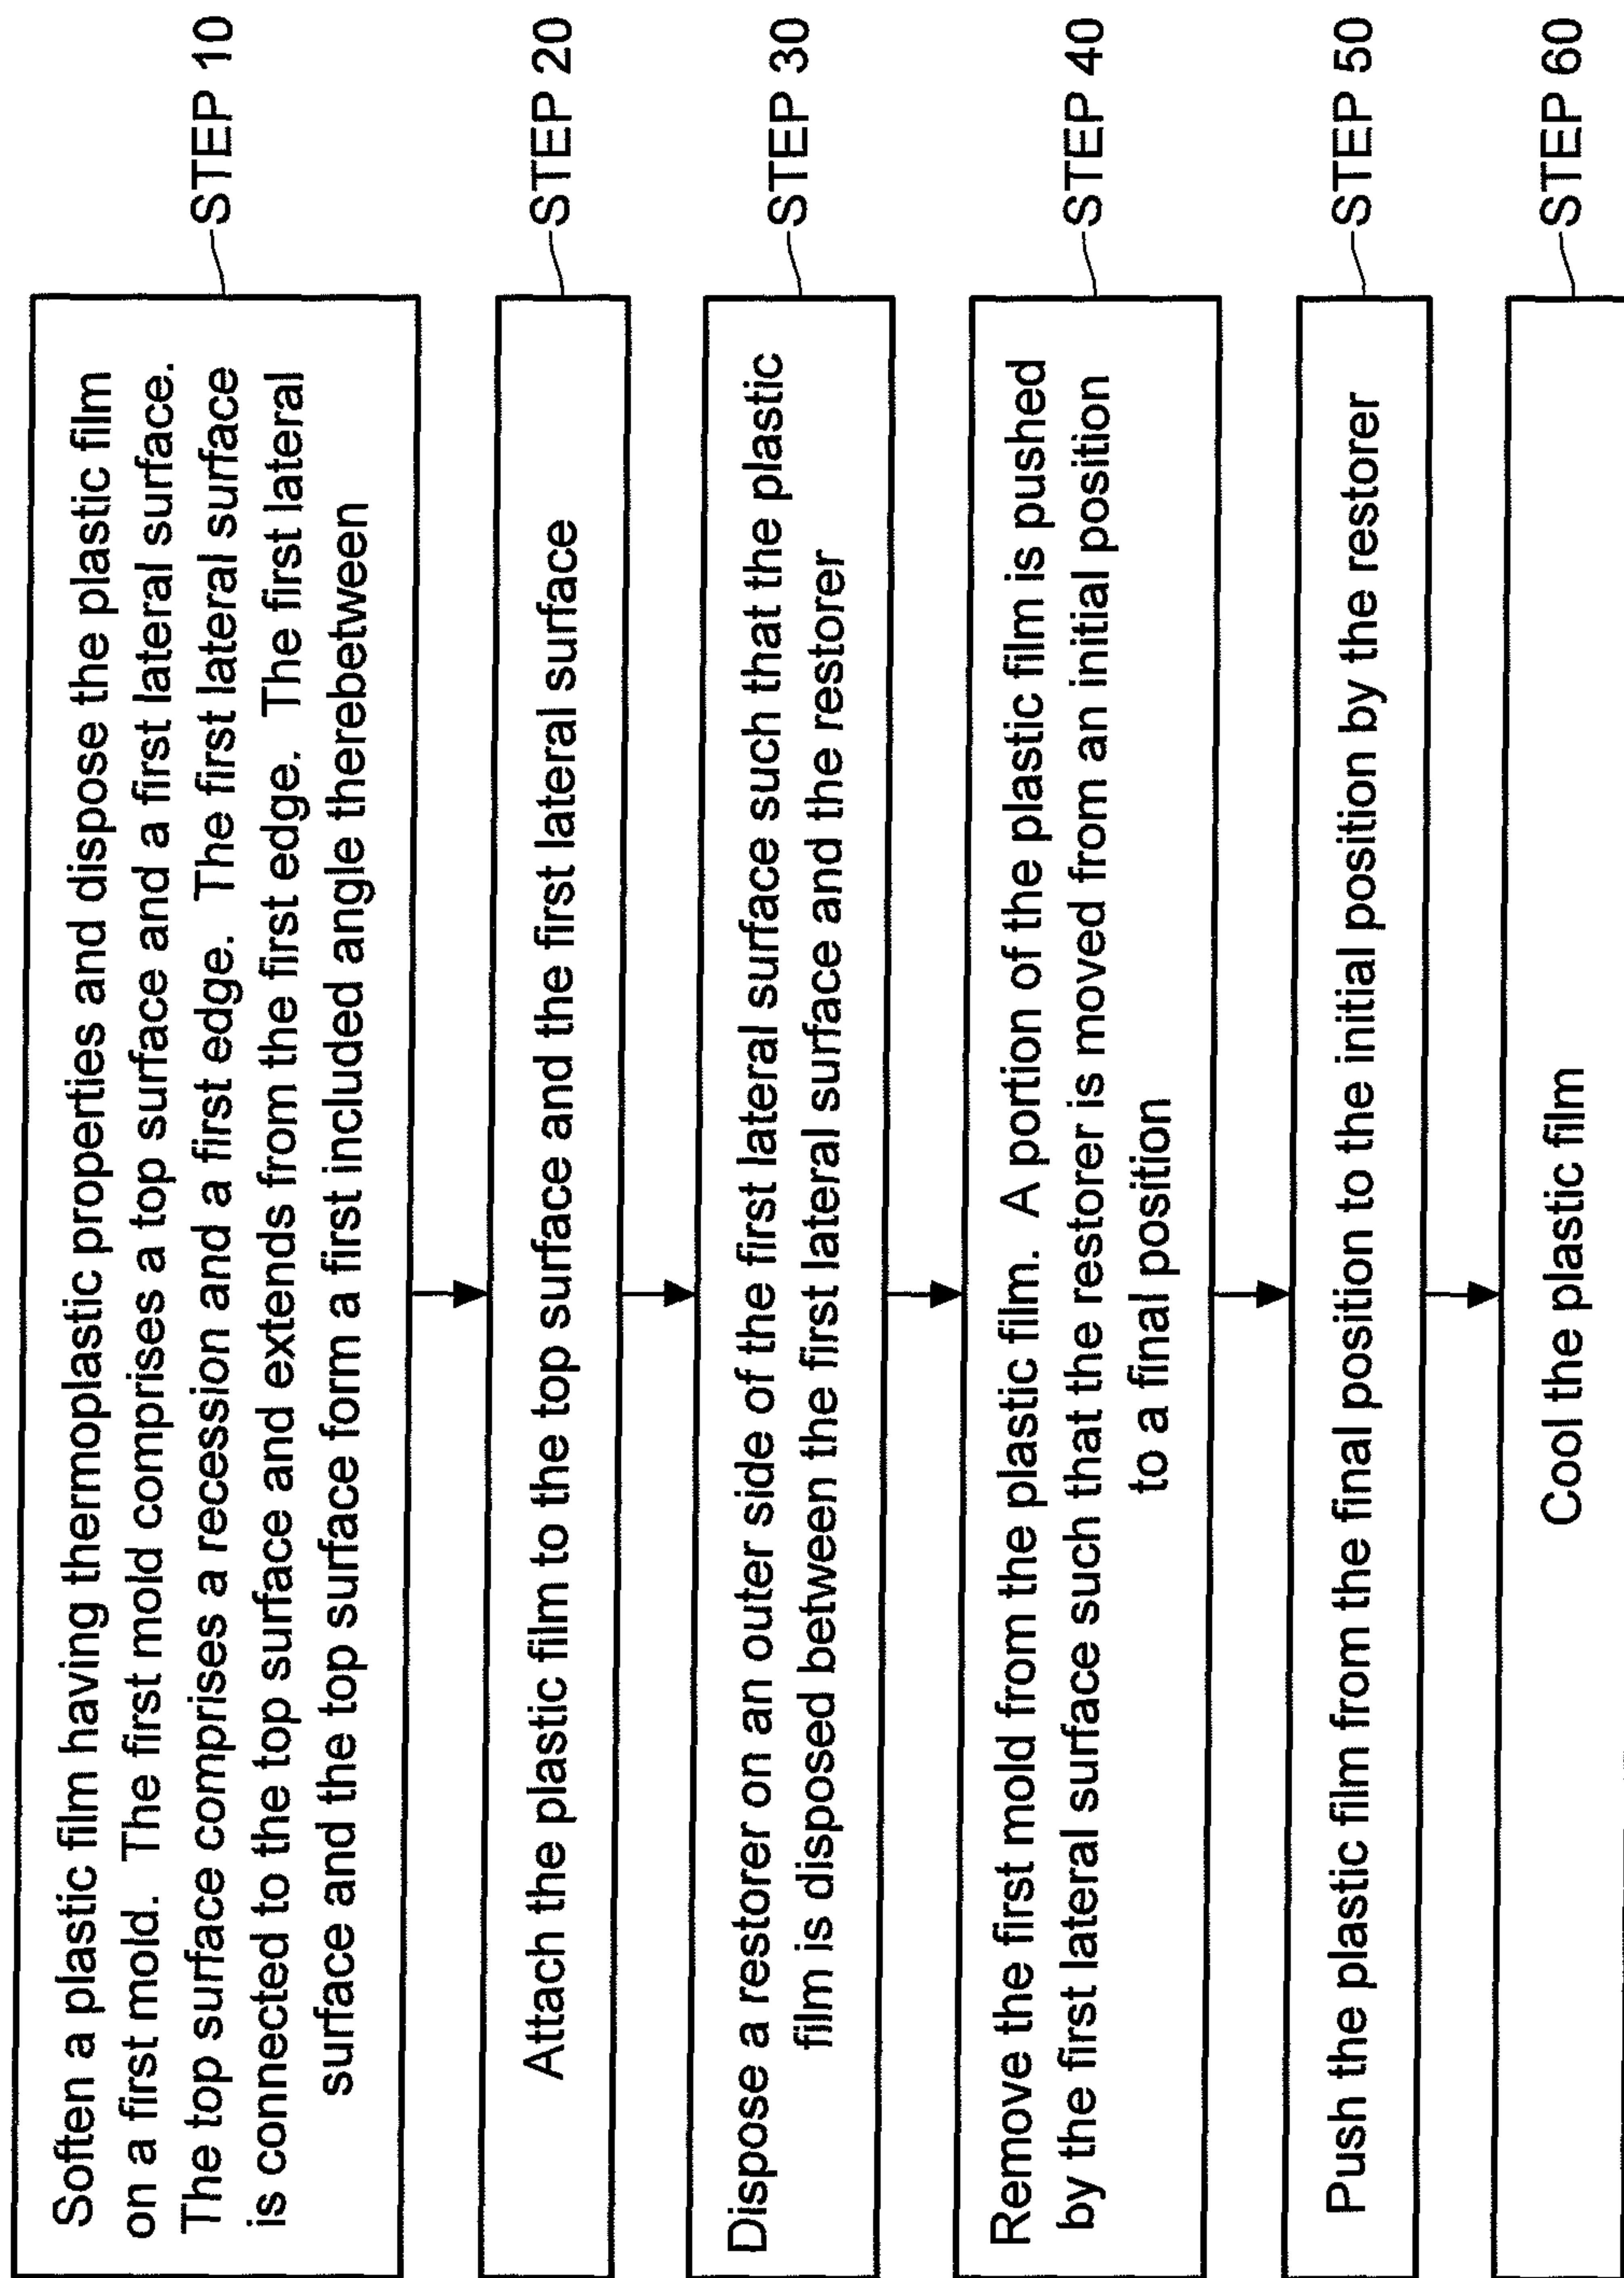 Soften a plastic film having thermoplastic properties and dispose the plastic film
on a first mold. The first mold comprises a top surface and a first lateral surface.
The top surface comprises a recession and a first edge. The first lateral surface
is connected to the top surface and extends from the first edge. The first lateral
surface and the top surface form a first included angle therebetween
STEP 10
Attach the plastic film to the top surface and the first lateral surface
STEP 20
Dispose a restorer on an outer side of the first lateral surface such that the plastic
film is disposed between the first lateral surface and the restorer
STEP 30
Remove the first mold from the plastic film. A portion of the plastic film is pushed
by the first lateral surface such that the restorer is moved from an initial position
to a final position
STEP 40
Push the plastic film from the final position to the initial position by the restorer
STEP 50
Cool the plastic film
STEP 60